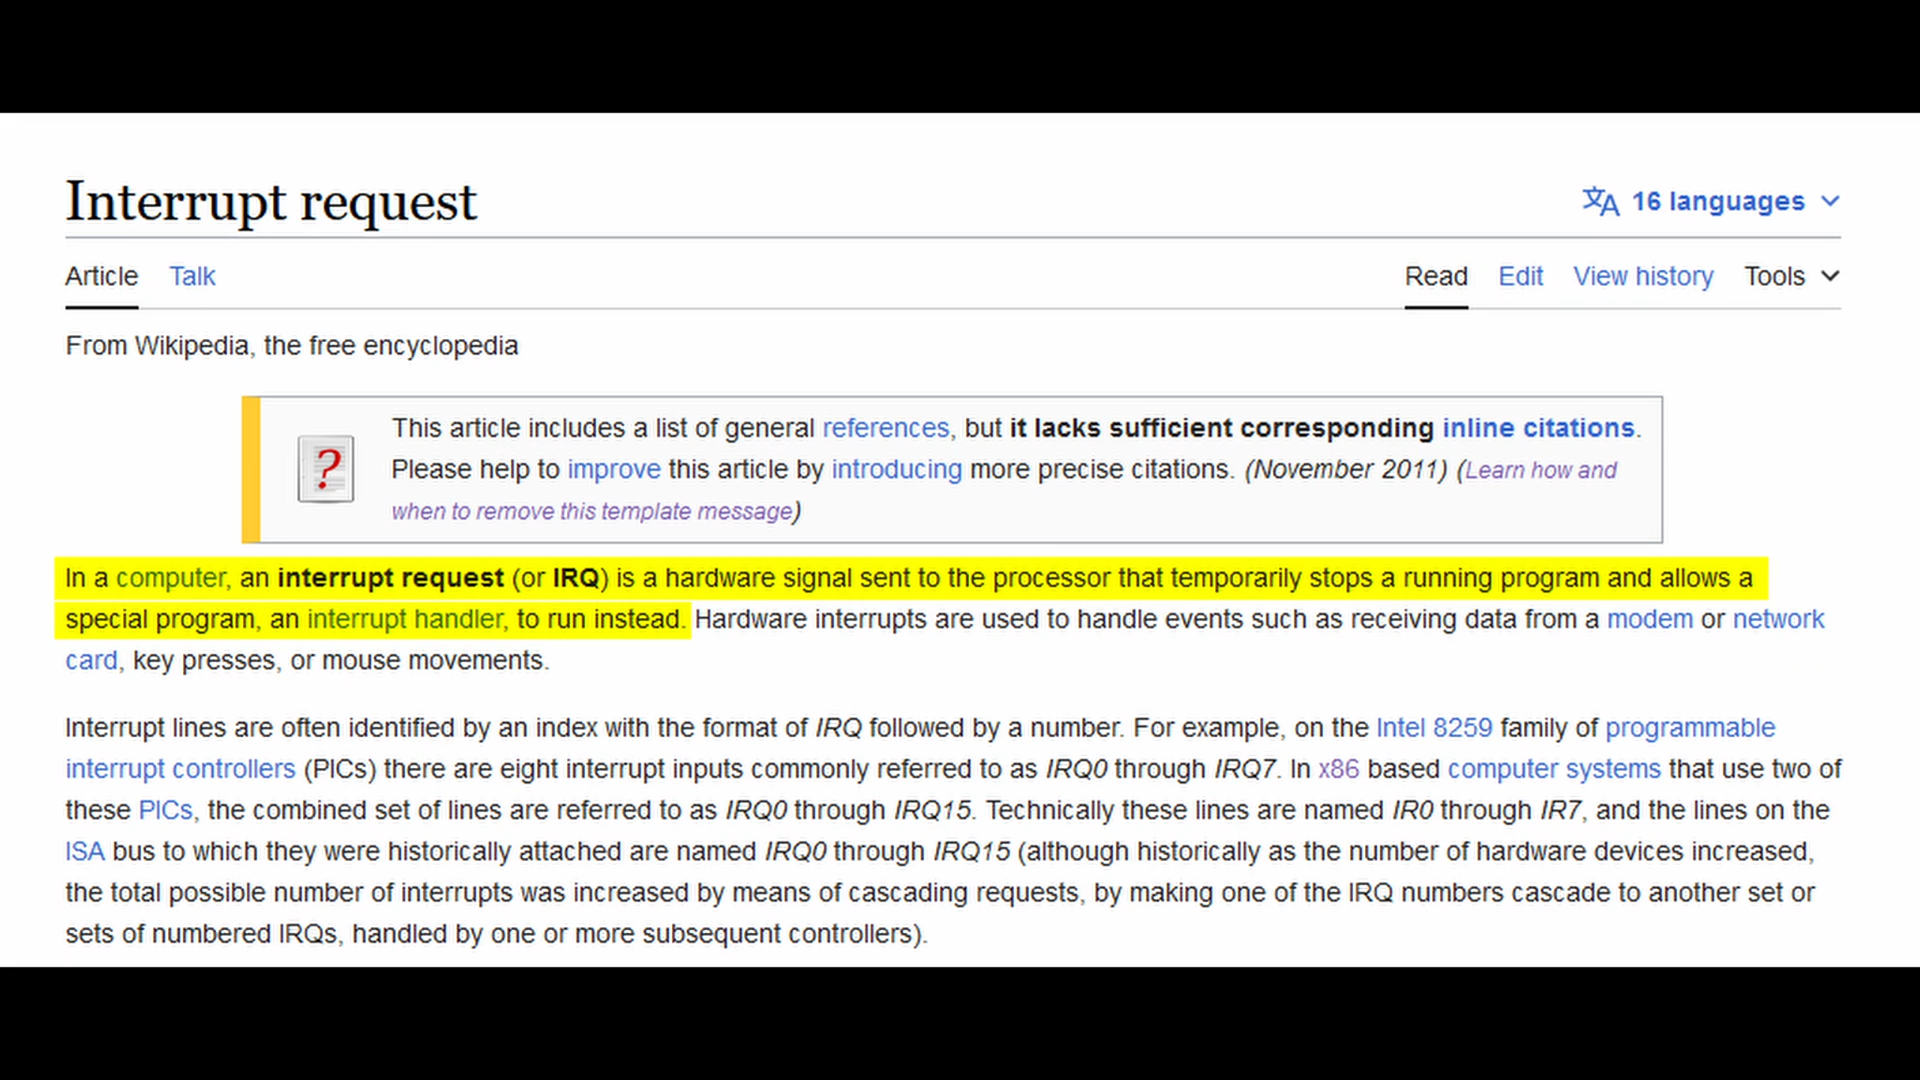 Interrupt request
16 languages
Article Talk Read Edit View history Tools
From Wikipedia, the free encyclopedia
?
This article includes a list of general references, but it lacks sufficient corresponding inline citations.
Please help to improve this article by introducing more precise citations. (November 2011) (Learn how and
when to remove this template message)
In a computer, an interrupt request (or IRQ) is a hardware signal sent to the processor that temporarily stops a running program and allows a
special program, an interrupt handler, to run instead. Hardware interrupts are used to handle events such as receiving data from a modem or network
card, key presses, or mouse movements.
Interrupt lines are often identified by an index with the format of IRQ followed by a number. For example, on the Intel 8259 family of programmable
interrupt controllers (PICs) there are eight interrupt inputs commonly referred to as IRQ0 through IRQ7. In x86 based computer systems that use two of
these PICs, the combined set of lines are referred to as IRQ0 through IRQ15. Technically these lines are named IR0 through IR7, and the lines on the
ISA bus to which they were historically attached are named IRQ0 through IRQ15 (although historically as the number of hardware devices increased,
the total possible number of interrupts was increased by means of cascading requests, by making one of the IRQ numbers cascade to another set or
sets of numbered IRQs, handled by one or more subsequent controllers).